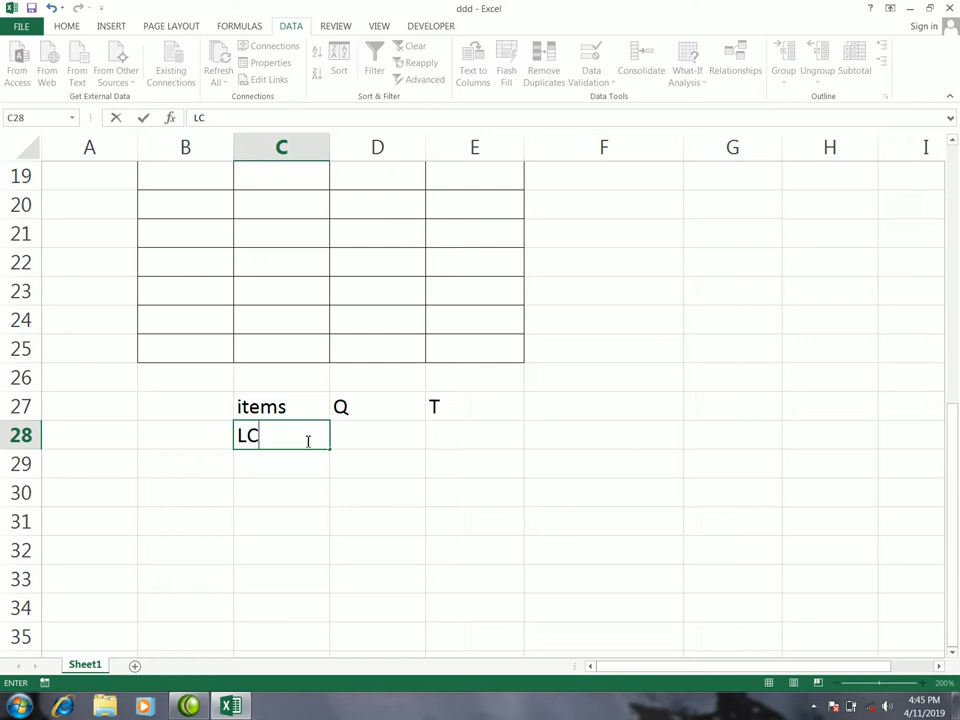 ddd - Excel
?
FILE HOME INSERT PAGE LAYOUT FORMULAS DATA REVIEW VIEW DEVELOPER
Sign in
From Access
From Web
From Text
From Other Sources
Existing Connections
Refresh All
Connections
Properties
Edit Links
Sort
Filter
Clear
Reapply
Advanced
Text to Columns
Flash Fill
Remove Duplicates
Data Validation
Consolidate
What-If Analysis
Relationships
Group
Ungroup
Subtotal
Get External Data
Connections
Sort & Filter
Data Tools
Outline
C28 fx LC
A B C D E F G H I
19
20
21
22
23
24
25
26
27 items Q T
28 LC
29
30
31
32
33
34
35
Sheet1
ENTER 200%
4:45 PM
4/11/2019